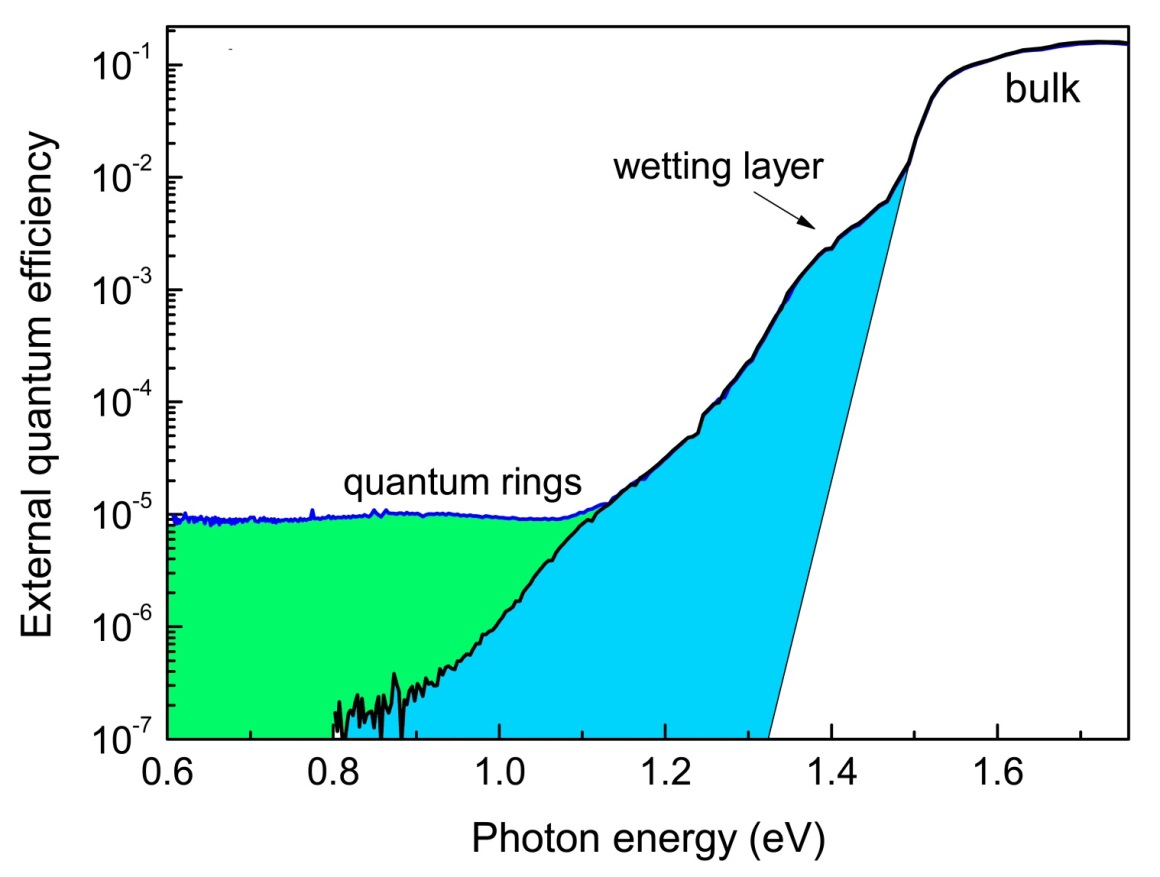 External quantum efficiency
10⁻¹
10⁻²
10⁻³
10⁻⁴
10⁻⁵
10⁻⁶
10⁻⁷
bulk
wetting layer
quantum rings
0.6 0.8 1.0 1.2 1.4 1.6
Photon energy (eV)